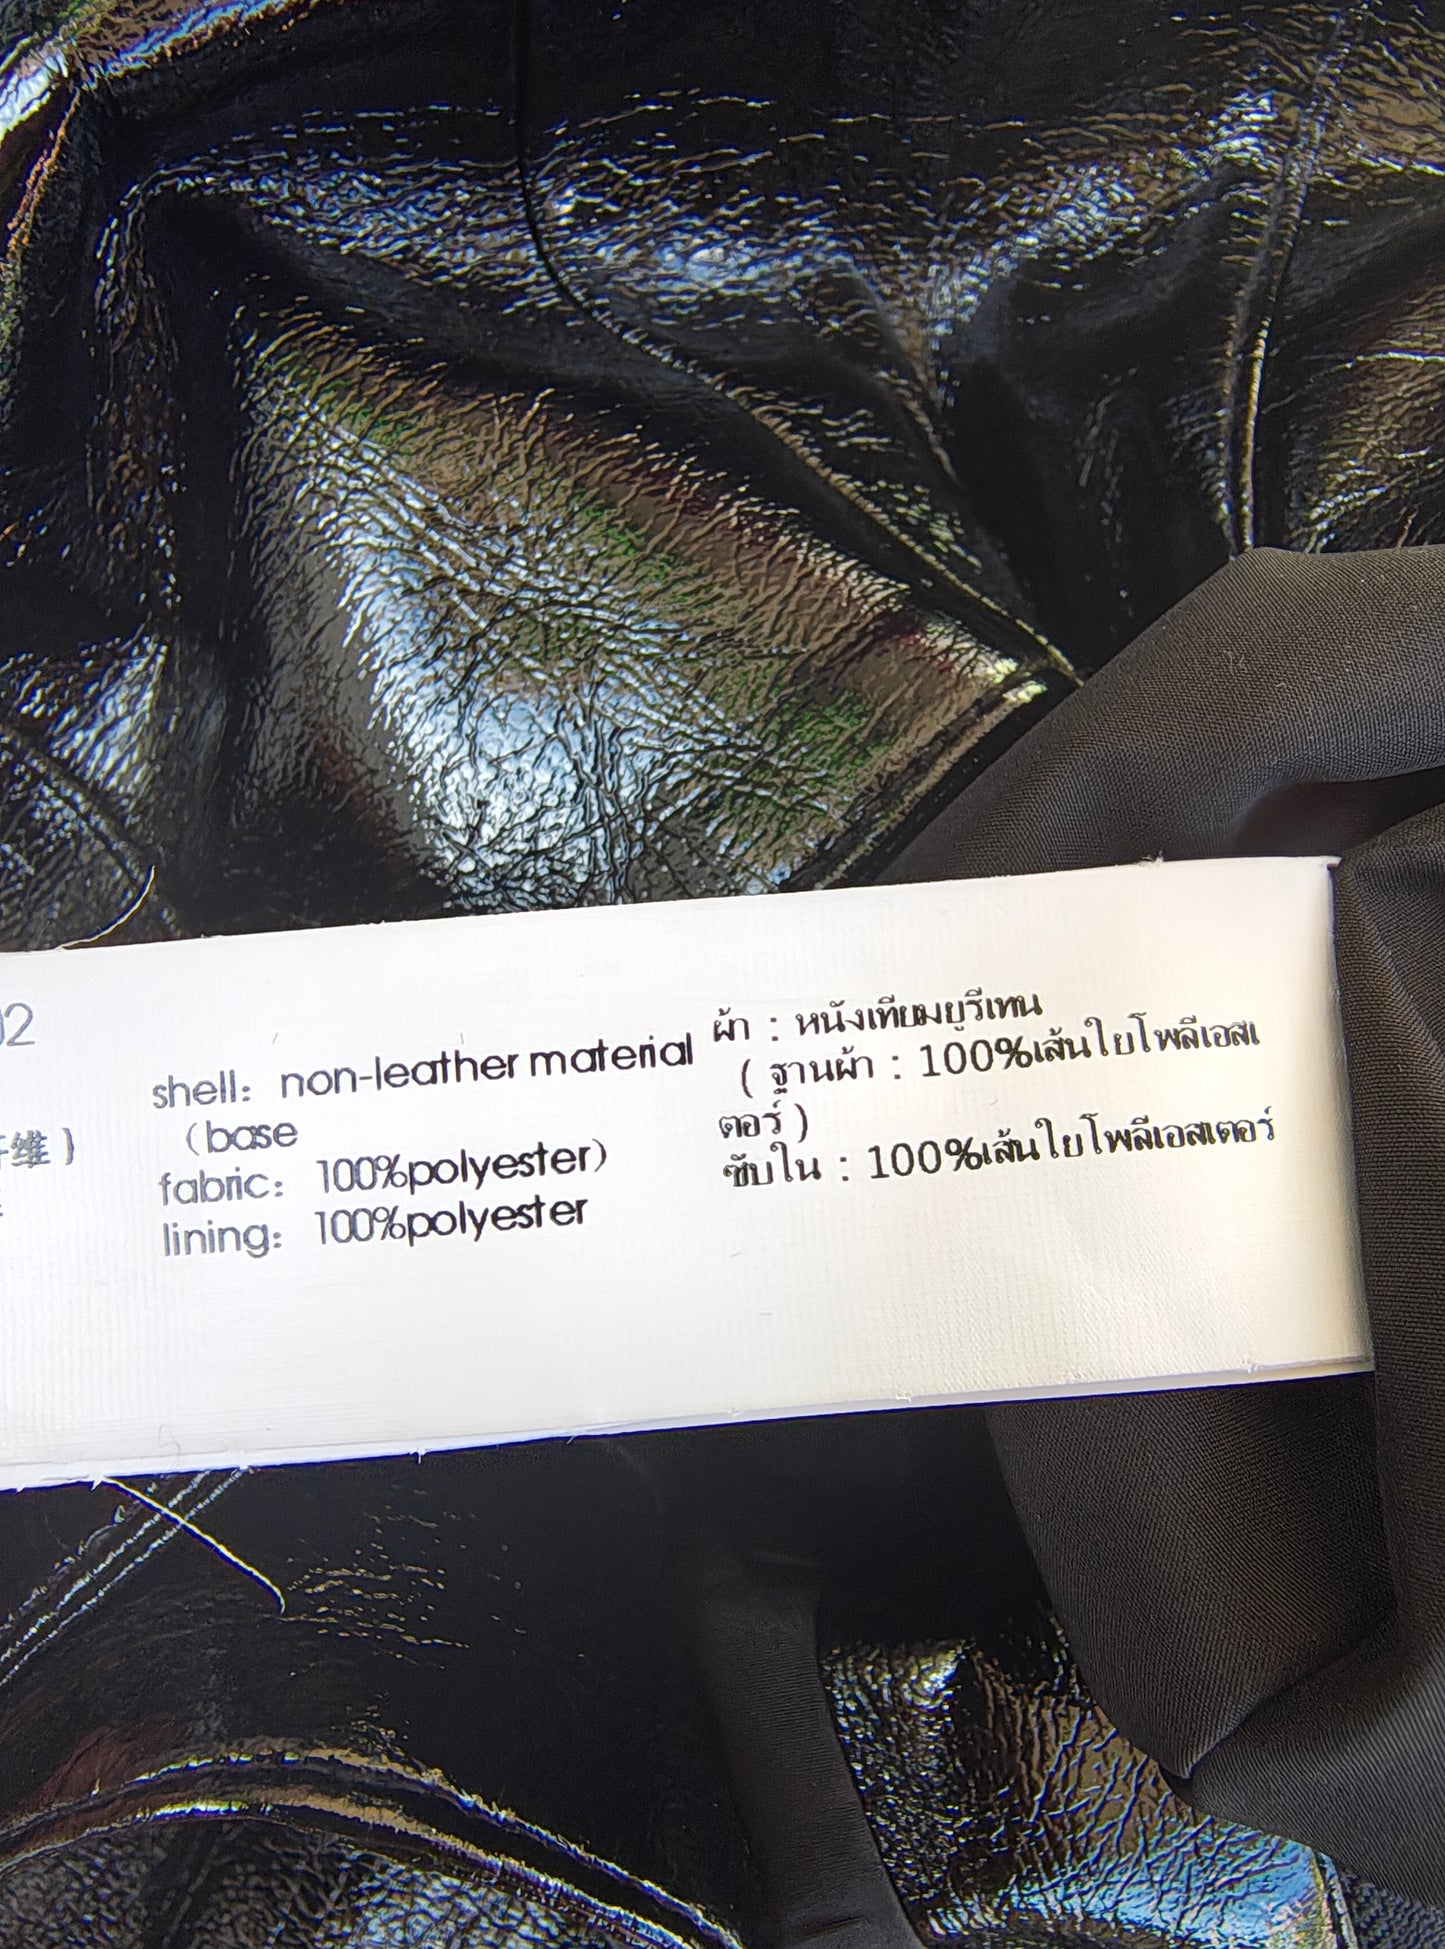 02
纤维）
shell: non-leather material
（base
fabric: 100%polyester）
lining: 100%polyester
ผ้า : หนังเทียมยูรีเทน
( ฐานผ้า : 100%เส้นใยโพลีเอสเ
ตอร์ )
ซับใน : 100%เส้นใยโพลีเอสเตอร์